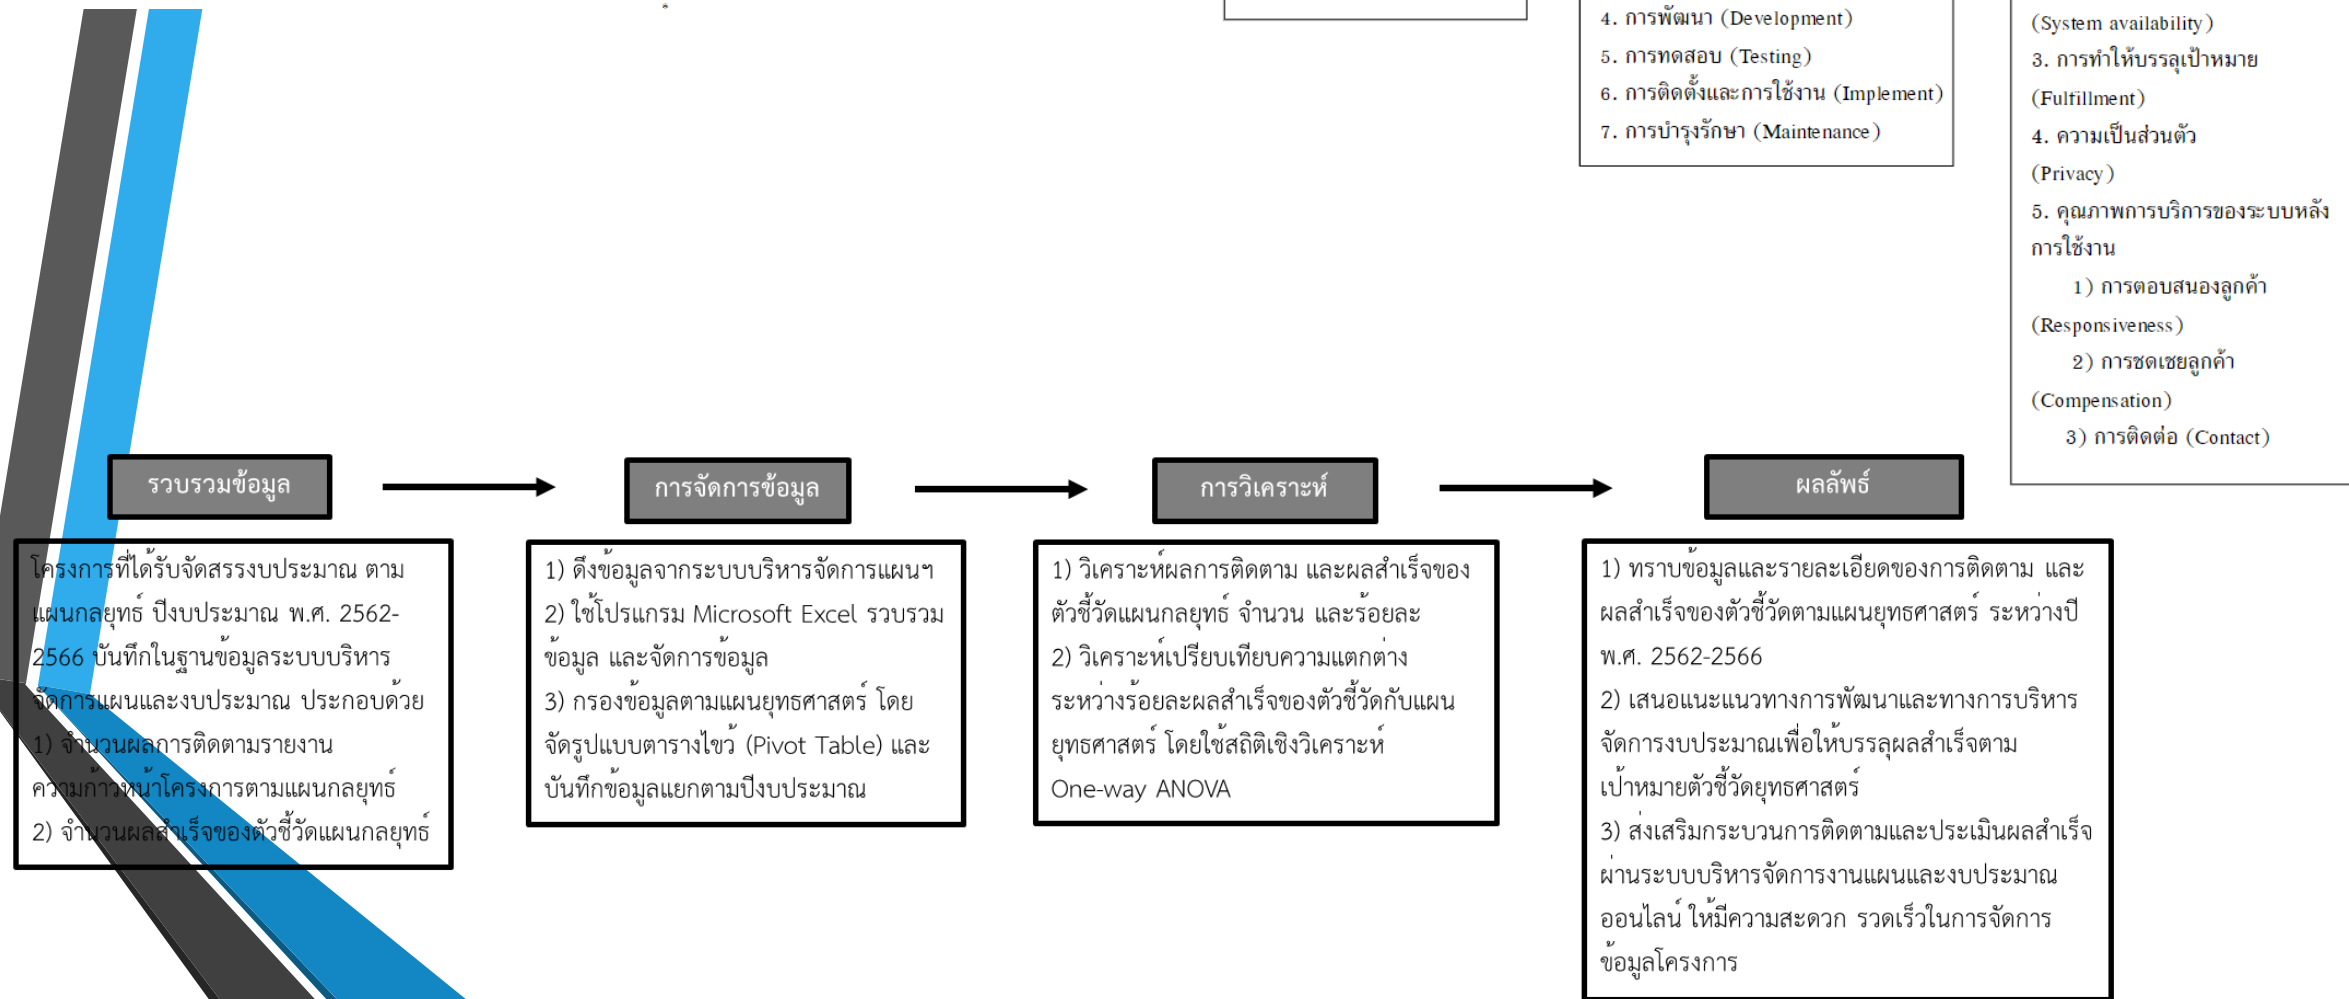 4. การพัฒนา (Development)
5. การทดสอบ (Testing)
6. การติดตั้งและการใช้งาน (Implement)
7. การบำรุงรักษา (Maintenance)
(System availability)
3. การทำให้บรรลุเป้าหมาย
(Fulfillment)
4. ความเป็นส่วนตัว
(Privacy)
5. คุณภาพการบริการของระบบหลัง
การใช้งาน
1) การตอบสนองลูกค้า
(Responsiveness)
2) การชดเชยลูกค้า
(Compensation)
3) การติดต่อ (Contact)
รวบรวมข้อมูล
โครงการที่ได้รับจัดสรรงบประมาณ ตาม
แผนกลยุทธ์ ปีงบประมาณ พ.ศ. 2562-
2566 บันทึกในฐานข้อมูลระบบบริหาร
จัดการแผนและงบประมาณ ประกอบด้วย
1) จำนวนผลการติดตามรายงาน
ความก้าวหน้าโครงการตามแผนกลยุทธ์
2) จำนวนผลสำเร็จของตัวชี้วัดแผนกลยุทธ์
การจัดการข้อมูล
1) ดึงข้อมูลจากระบบบริหารจัดการแผนฯ
2) ใช้โปรแกรม Microsoft Excel รวบรวม
ข้อมูล และจัดการข้อมูล
3) กรองข้อมูลตามแผนยุทธศาสตร์ โดย
จัดรูปแบบตารางไขว้ (Pivot Table) และ
บันทึกข้อมูลแยกตามปีงบประมาณ
การวิเคราะห์
1) วิเคราะห์ผลการติดตาม และผลสำเร็จของ
ตัวชี้วัดแผนกลยุทธ์ จำนวน และร้อยละ
2) วิเคราะห์เปรียบเทียบความแตกต่าง
ระหว่างร้อยละผลสำเร็จของตัวชี้วัดกับแผน
ยุทธศาสตร์ โดยใช้สถิติเชิงวิเคราะห์
One-way ANOVA
ผลลัพธ์
1) ทราบข้อมูลและรายละเอียดของการติดตาม และ
ผลสำเร็จของตัวชี้วัดตามแผนยุทธศาสตร์ ระหว่างปี
พ.ศ. 2562-2566
2) เสนอแนะแนวทางการพัฒนาและทางการบริหาร
จัดการงบประมาณเพื่อให้บรรลุผลสำเร็จตาม
เป้าหมายตัวชี้วัดยุทธศาสตร์
3) ส่งเสริมกระบวนการติดตามและประเมินผลสำเร็จ
ผ่านระบบบริหารจัดการงานแผนและงบประมาณ
ออนไลน์ ให้มีความสะดวก รวดเร็วในการจัดการ
ข้อมูลโครงการ